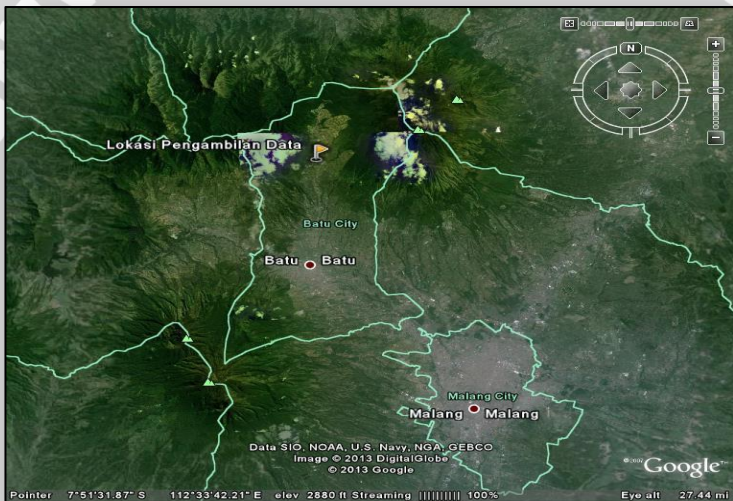 N
Lokasi Pengambilan Data
Batu City
Batu Batu
Malang City
Malang Malang
Data SIO, NOAA, U.S. Navy, NGA, GEBCO
Image © 2013 DigitalGlobe
© 2013 Google
©2007 Google™
Pointer 7°51'31.87" S 112°33'42.21" E elev 2880 ft Streaming |||||||||| 100% Eye alt 27.44 mi